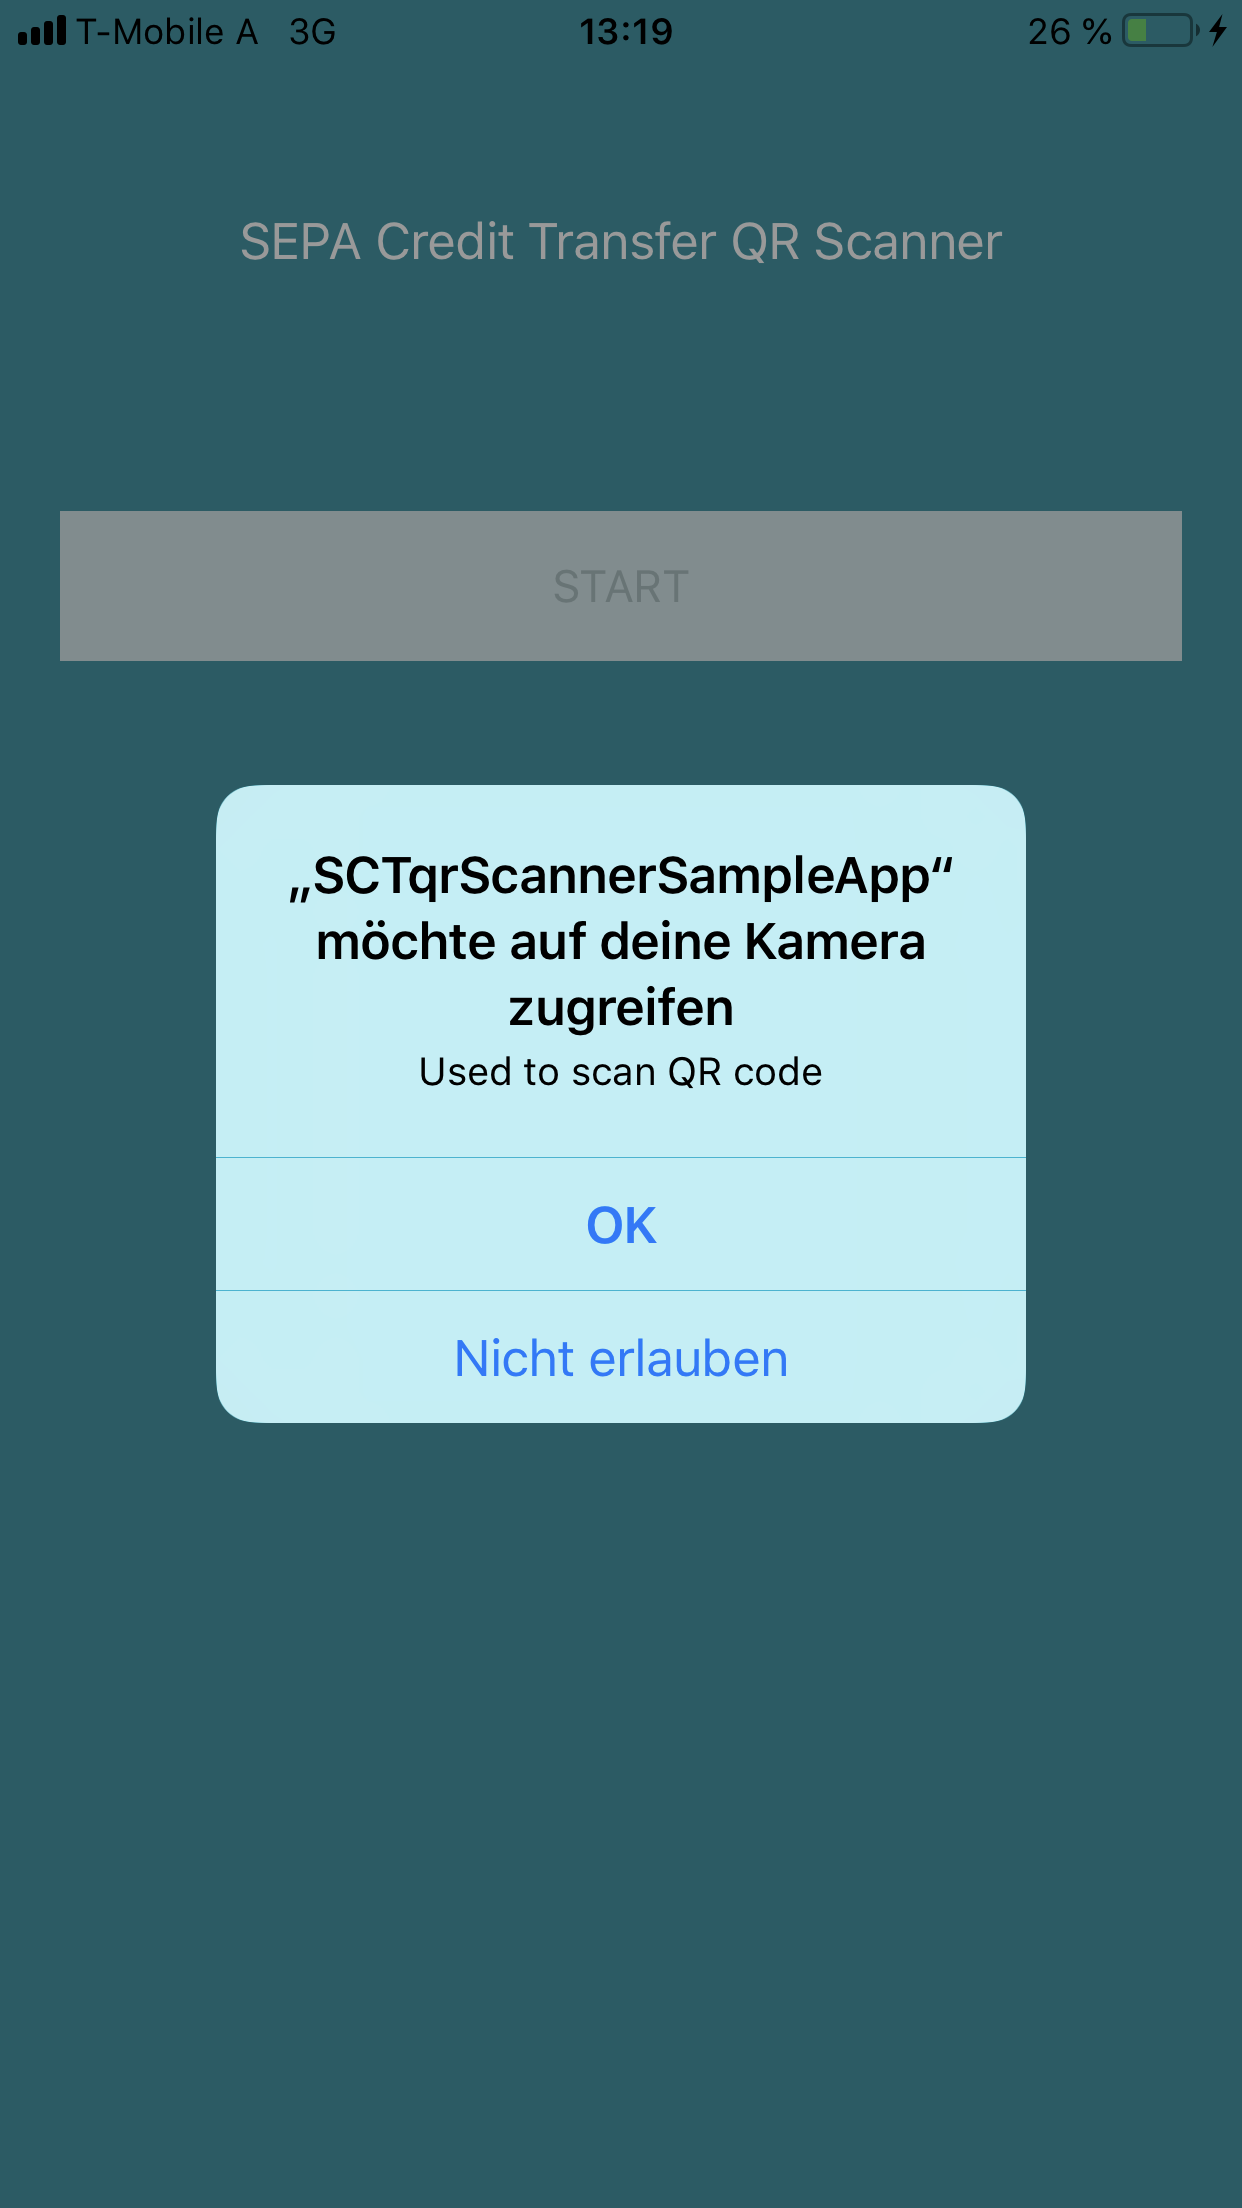 T-Mobile A 3G 13:19 26 %
SEPA Credit Transfer QR Scanner
START
„SCTqrScannerSampleApp“
möchte auf deine Kamera
zugreifen
Used to scan QR code
OK
Nicht erlauben